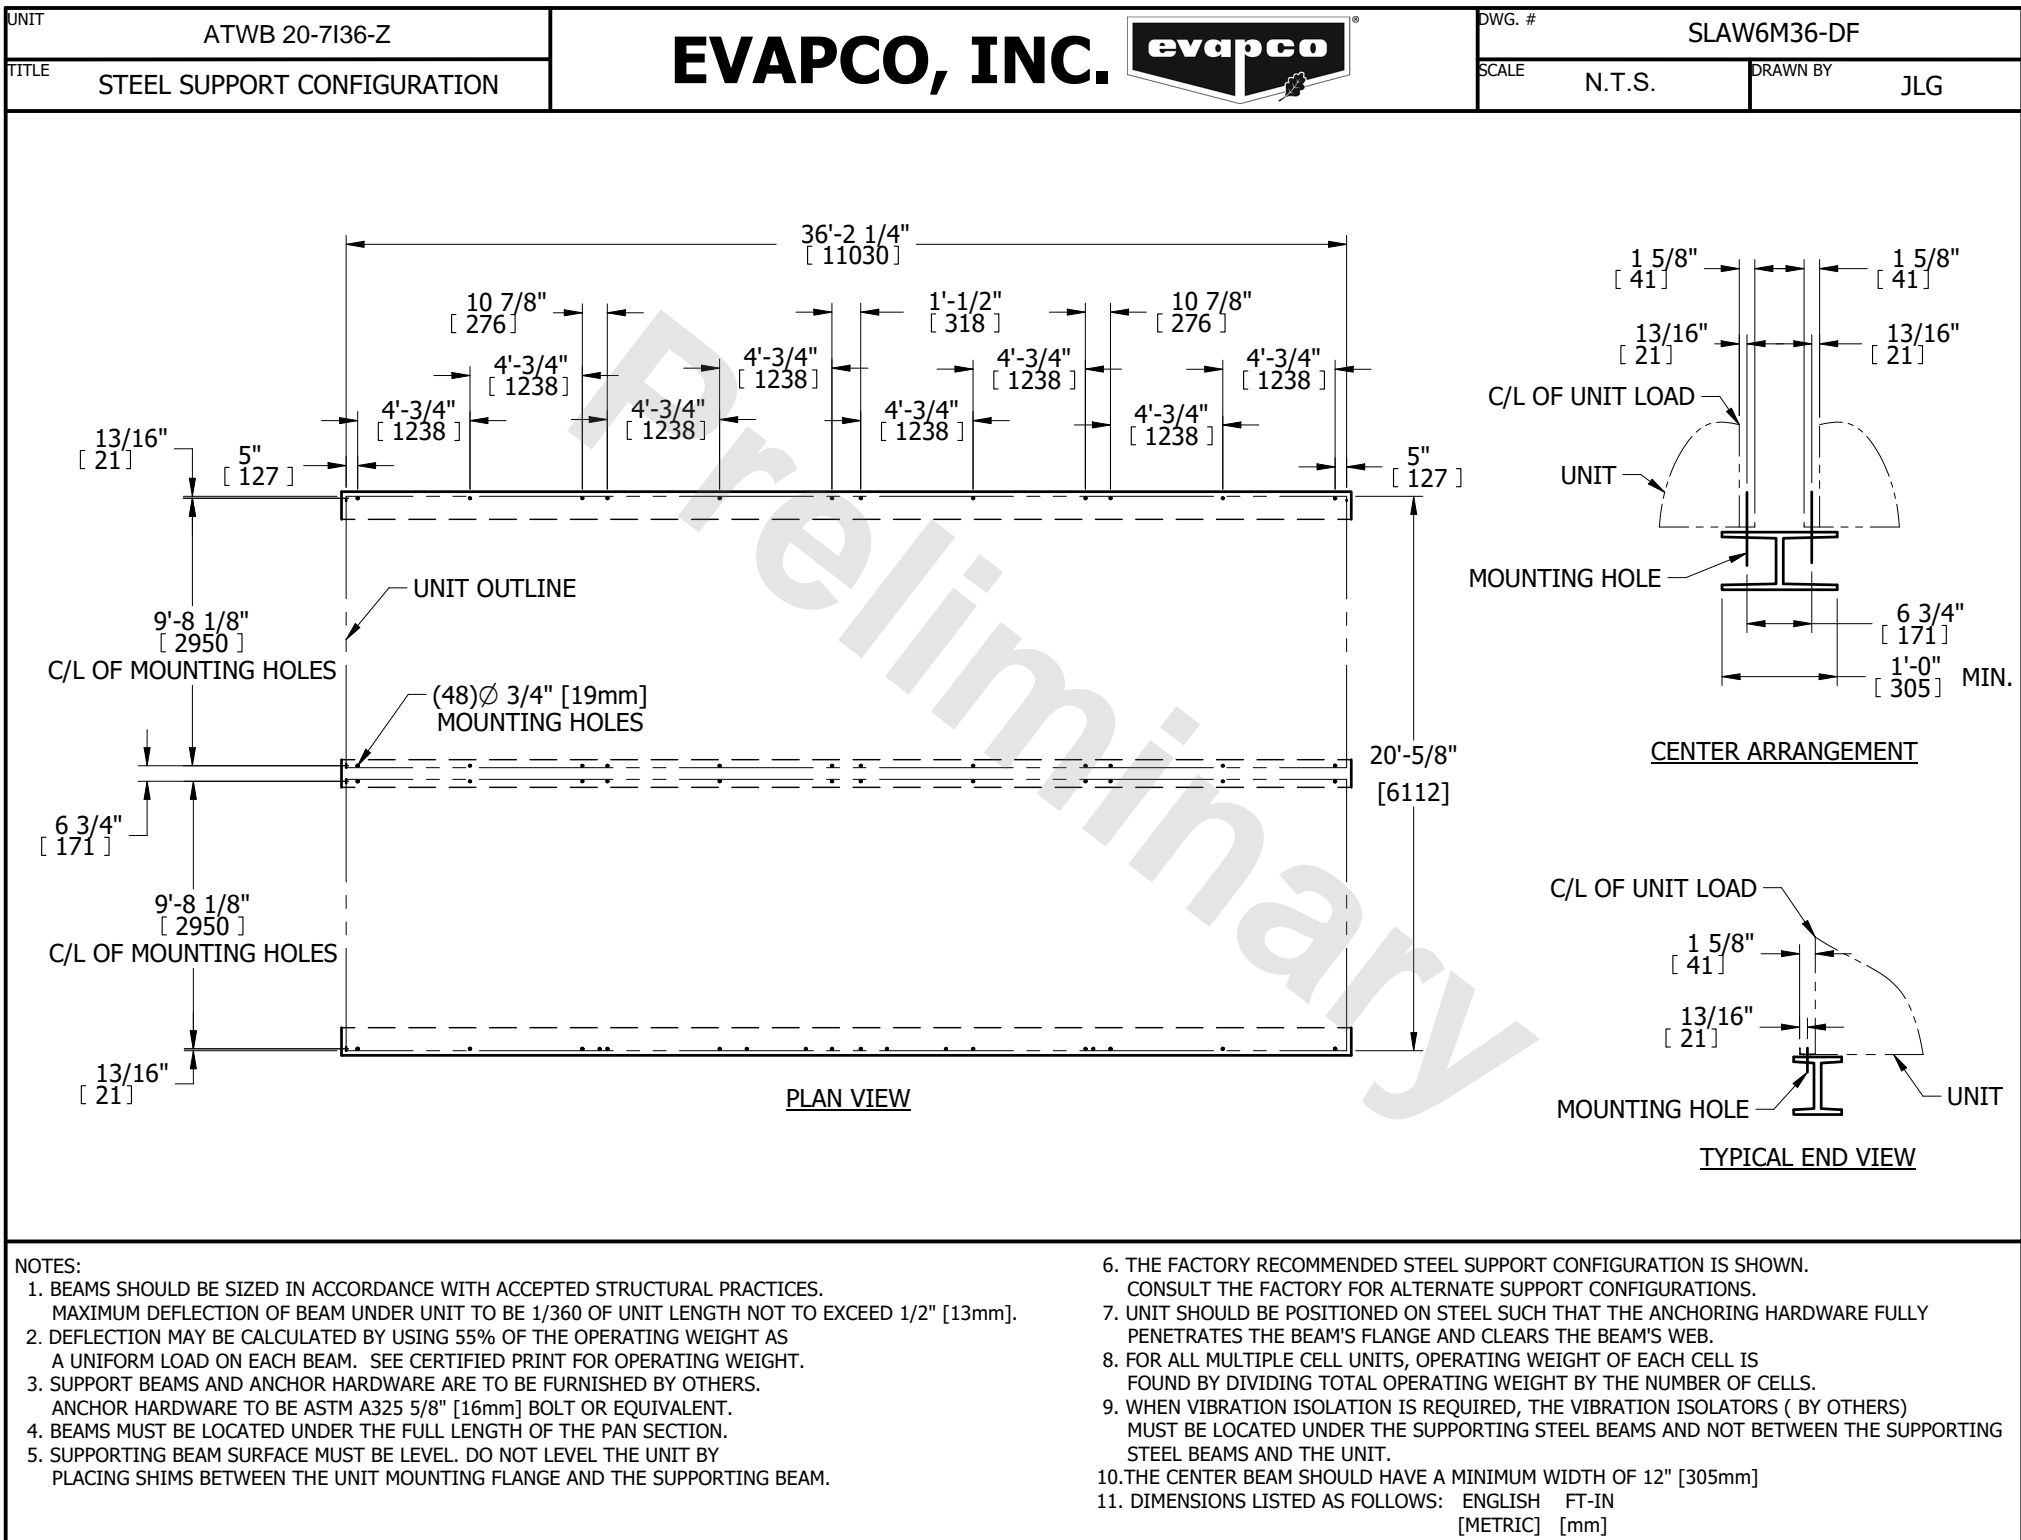 UNIT
ATWB 20-7I36-Z
TITLE
STEEL SUPPORT CONFIGURATION
EVAPCO, INC.
evapco
®
DWG. #
SLAW6M36-DF
SCALE
N.T.S.
DRAWN BY
JLG
36'-2 1/4"
[ 11030 ]
10 7/8"
[ 276 ]
1'-1/2"
[ 318 ]
10 7/8"
[ 276 ]
4'-3/4"
[ 1238 ]
4'-3/4"
[ 1238 ]
4'-3/4"
[ 1238 ]
4'-3/4"
[ 1238 ]
4'-3/4"
[ 1238 ]
4'-3/4"
[ 1238 ]
4'-3/4"
[ 1238 ]
4'-3/4"
[ 1238 ]
13/16"
[ 21 ]
5"
[ 127 ]
5"
[ 127 ]
UNIT OUTLINE
9'-8 1/8"
[ 2950 ]
C/L OF MOUNTING HOLES
(48)Ø 3/4" [19mm]
MOUNTING HOLES
20'-5/8"
[6112]
6 3/4"
[ 171 ]
9'-8 1/8"
[ 2950 ]
C/L OF MOUNTING HOLES
13/16"
[ 21 ]
PLAN VIEW
Preliminary
1 5/8"
[ 41 ]
1 5/8"
[ 41 ]
13/16"
[ 21 ]
13/16"
[ 21 ]
C/L OF UNIT LOAD
UNIT
MOUNTING HOLE
6 3/4"
[ 171 ]
1'-0"
[ 305 ] MIN.
CENTER ARRANGEMENT
C/L OF UNIT LOAD
1 5/8"
[ 41 ]
13/16"
[ 21 ]
MOUNTING HOLE
UNIT
TYPICAL END VIEW
NOTES:
1. BEAMS SHOULD BE SIZED IN ACCORDANCE WITH ACCEPTED STRUCTURAL PRACTICES.
MAXIMUM DEFLECTION OF BEAM UNDER UNIT TO BE 1/360 OF UNIT LENGTH NOT TO EXCEED 1/2" [13mm].
2. DEFLECTION MAY BE CALCULATED BY USING 55% OF THE OPERATING WEIGHT AS
A UNIFORM LOAD ON EACH BEAM. SEE CERTIFIED PRINT FOR OPERATING WEIGHT.
3. SUPPORT BEAMS AND ANCHOR HARDWARE ARE TO BE FURNISHED BY OTHERS.
ANCHOR HARDWARE TO BE ASTM A325 5/8" [16mm] BOLT OR EQUIVALENT.
4. BEAMS MUST BE LOCATED UNDER THE FULL LENGTH OF THE PAN SECTION.
5. SUPPORTING BEAM SURFACE MUST BE LEVEL. DO NOT LEVEL THE UNIT BY
PLACING SHIMS BETWEEN THE UNIT MOUNTING FLANGE AND THE SUPPORTING BEAM.
6. THE FACTORY RECOMMENDED STEEL SUPPORT CONFIGURATION IS SHOWN.
CONSULT THE FACTORY FOR ALTERNATE SUPPORT CONFIGURATIONS.
7. UNIT SHOULD BE POSITIONED ON STEEL SUCH THAT THE ANCHORING HARDWARE FULLY
PENETRATES THE BEAM'S FLANGE AND CLEARS THE BEAM'S WEB.
8. FOR ALL MULTIPLE CELL UNITS, OPERATING WEIGHT OF EACH CELL IS
FOUND BY DIVIDING TOTAL OPERATING WEIGHT BY THE NUMBER OF CELLS.
9. WHEN VIBRATION ISOLATION IS REQUIRED, THE VIBRATION ISOLATORS ( BY OTHERS)
MUST BE LOCATED UNDER THE SUPPORTING STEEL BEAMS AND NOT BETWEEN THE SUPPORTING
STEEL BEAMS AND THE UNIT.
10.THE CENTER BEAM SHOULD HAVE A MINIMUM WIDTH OF 12" [305mm]
11. DIMENSIONS LISTED AS FOLLOWS: ENGLISH FT-IN
[METRIC] [mm]